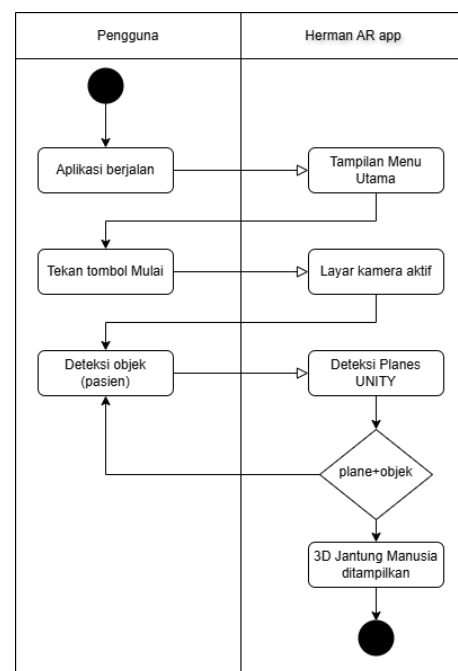 Pengguna
Herman AR app
Aplikasi berjalan
Tampilan Menu
Utama
Tekan tombol Mulai
Layar kamera aktif
Deteksi objek
(pasien)
Deteksi Planes
UNITY
plane+objek
3D Jantung Manusia
ditampilkan